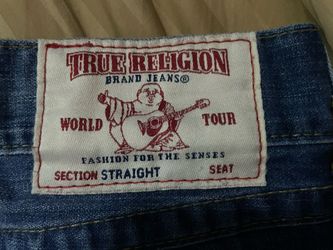 TRUE RELIGION
BRAND JEANS®
WORLD TOUR
FASHION FOR THE SENSES
SECTION STRAIGHT SEAT